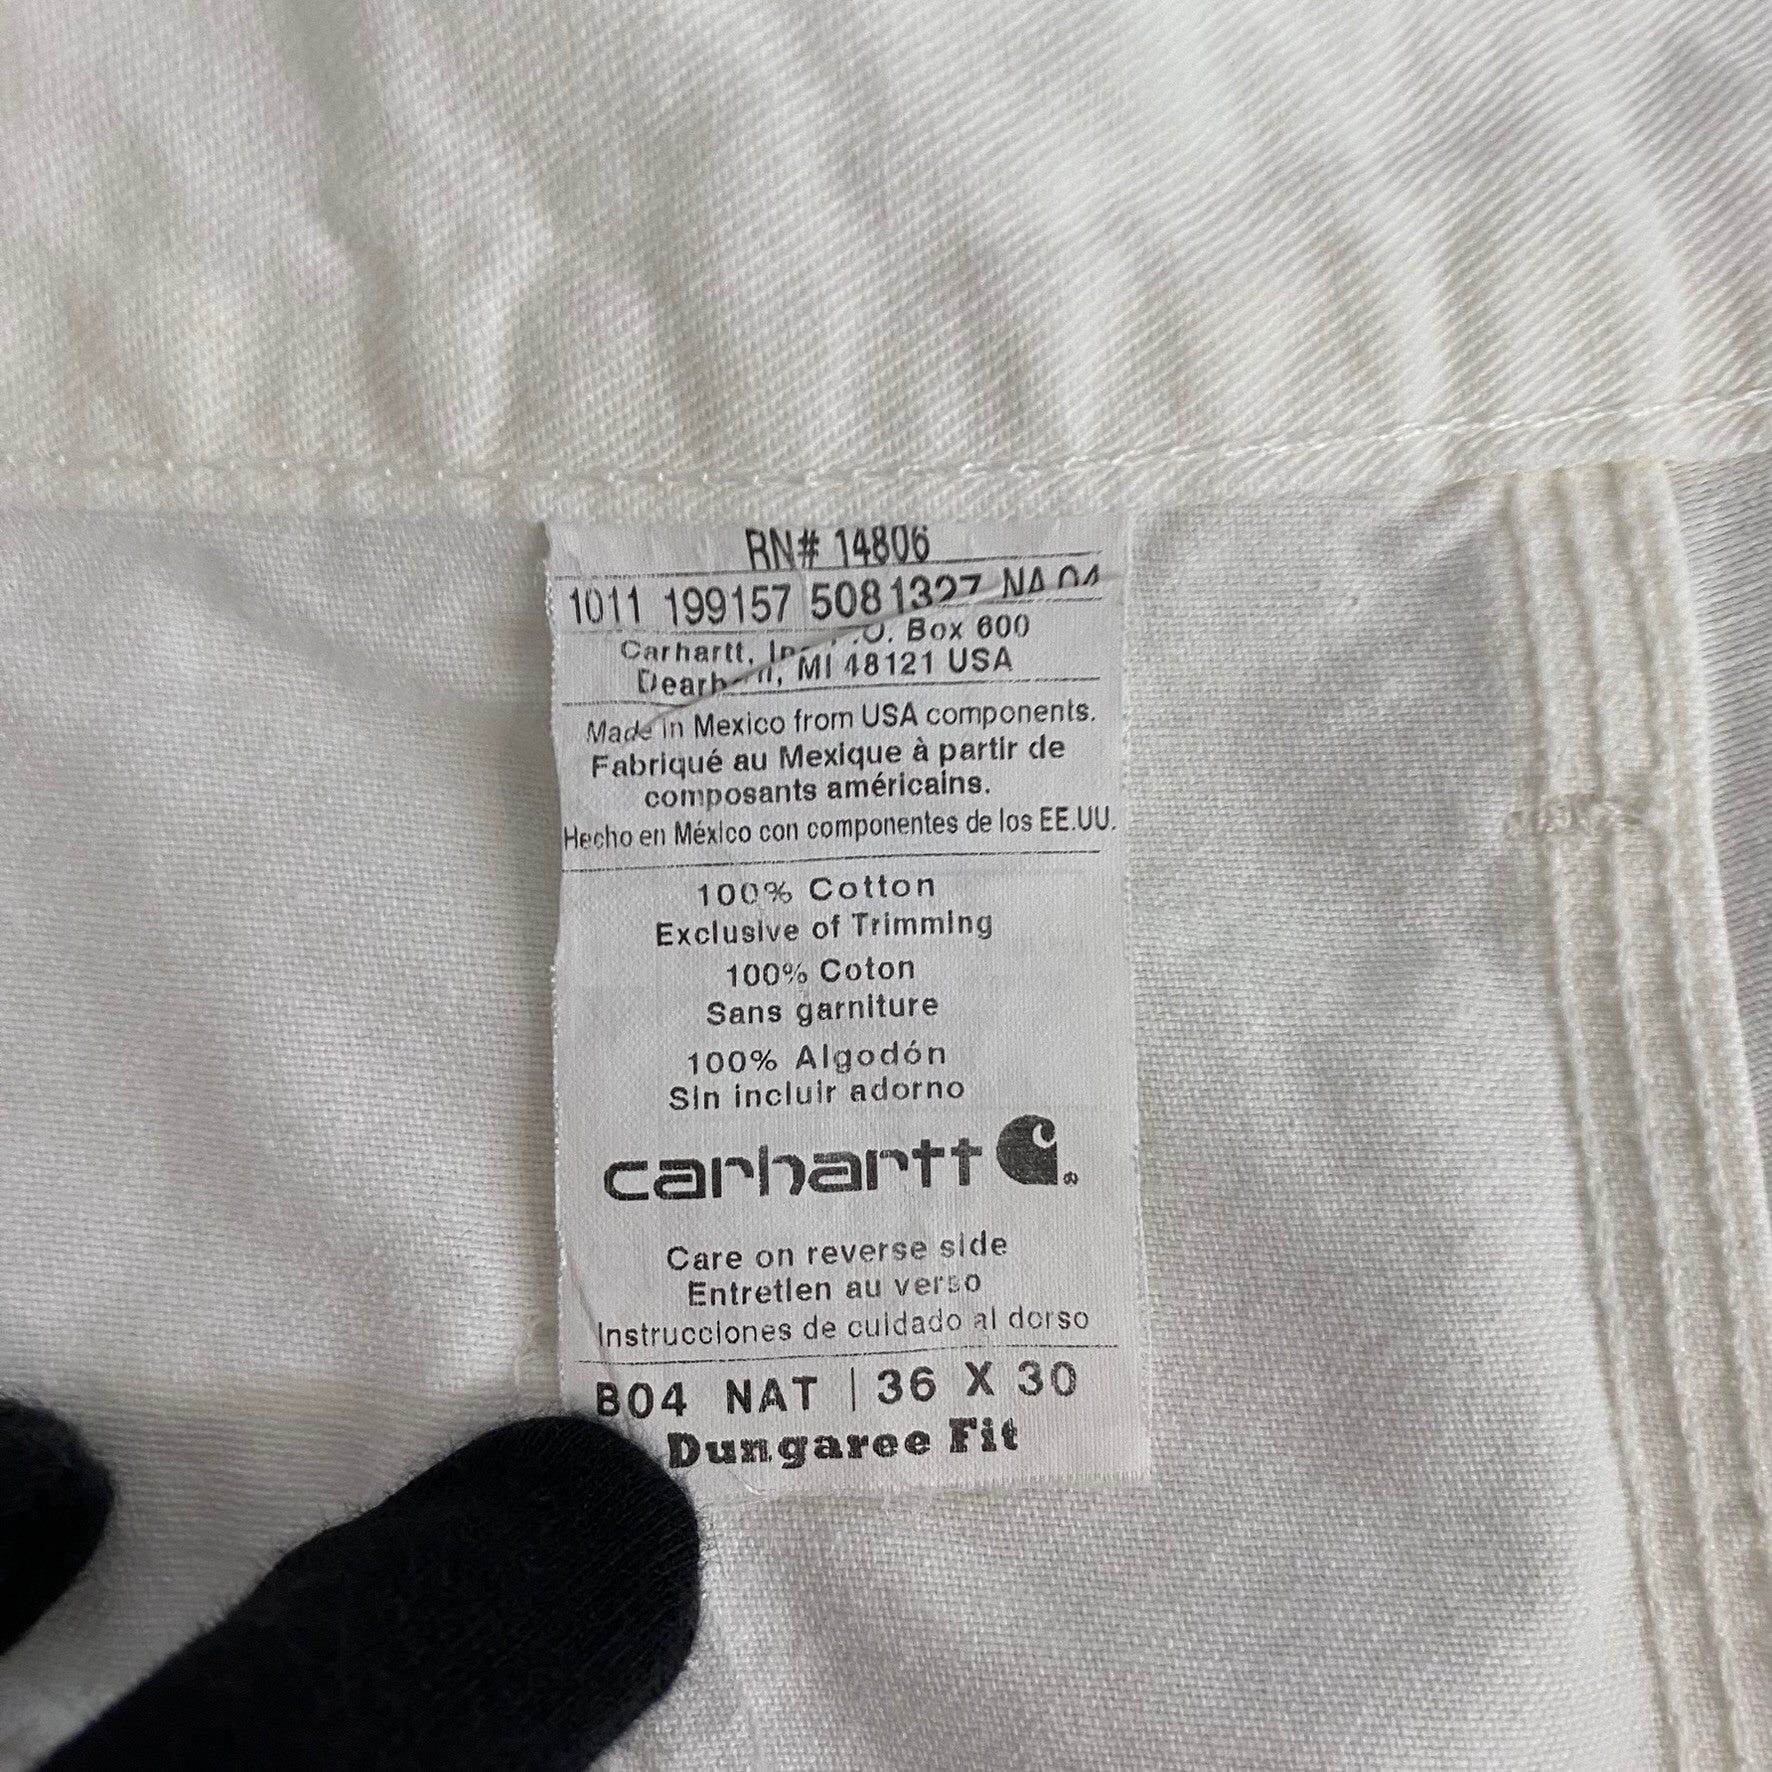 RN# 14806
1011 199157 5081327 NA 04
Carhartt, P.O. Box 600
MI 48121 USA
Made in Mexico from USA components.
Fabriqué au Mexique à partir de
composants américains.
Hecho en México con componentes de los EE.UU.
100% Cotton
Exclusive of Trimming
100% Coton
Sans garniture
100% Algodón
Sin incluir adorno
carhartt ®
Care on reverse side
Entretien au verso
Instrucciones de cuidado al dorso
B04 NAT | 36 X 30
Dungaree Fit